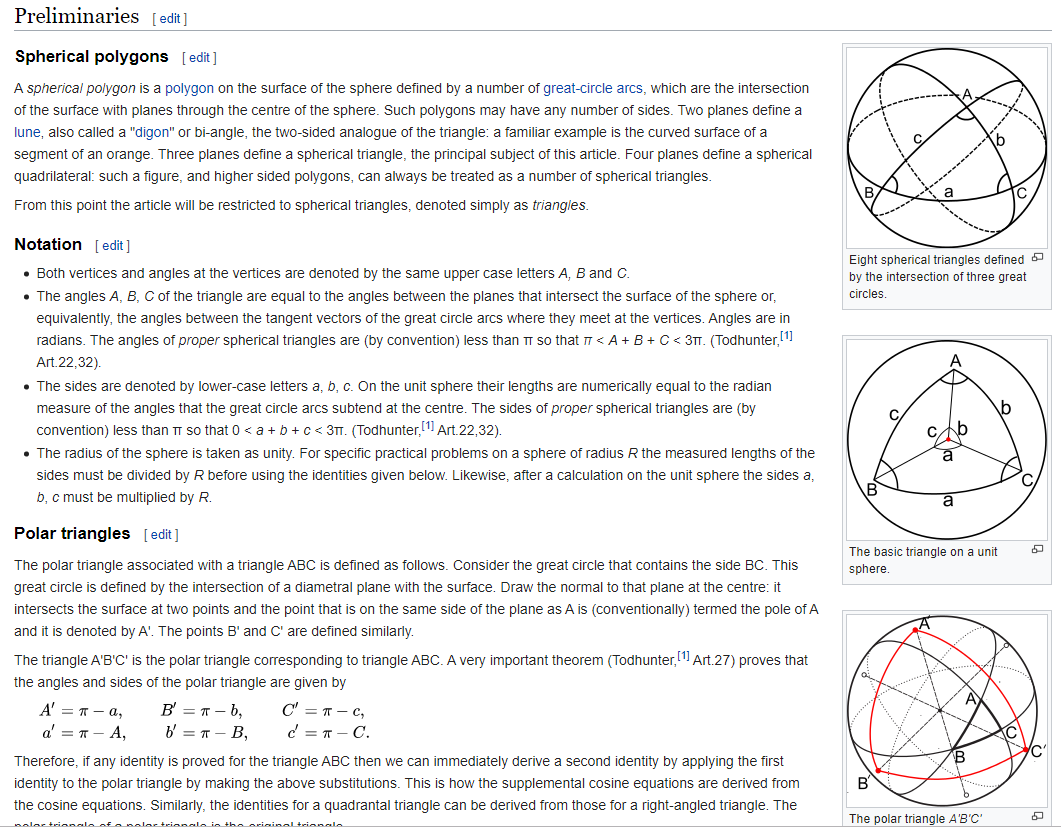 Preliminaries [ edit ]
Spherical polygons [ edit ]
A spherical polygon is a polygon on the surface of the sphere defined by a number of great-circle arcs, which are the intersection
of the surface with planes through the centre of the sphere. Such polygons may have any number of sides. Two planes define a
lune, also called a "digon" or bi-angle, the two-sided analogue of the triangle: a familiar example is the curved surface of a
segment of an orange. Three planes define a spherical triangle, the principal subject of this article. Four planes define a spherical
quadrilateral: such a figure, and higher sided polygons, can always be treated as a number of spherical triangles.
From this point the article will be restricted to spherical triangles, denoted simply as triangles.
Notation [ edit ]
• Both vertices and angles at the vertices are denoted by the same upper case letters A, B and C.
• The angles A, B, C of the triangle are equal to the angles between the planes that intersect the surface of the sphere or,
equivalently, the angles between the tangent vectors of the great circle arcs where they meet at the vertices. Angles are in
radians. The angles of proper spherical triangles are (by convention) less than π so that π < A + B + C < 3π. (Todhunter,[1]
Art.22,32).
• The sides are denoted by lower-case letters a, b, c. On the unit sphere their lengths are numerically equal to the radian
measure of the angles that the great circle arcs subtend at the centre. The sides of proper spherical triangles are (by
convention) less than π so that 0 < a + b + c < 3π. (Todhunter,[1] Art.22,32).
• The radius of the sphere is taken as unity. For specific practical problems on a sphere of radius R the measured lengths of the
sides must be divided by R before using the identities given below. Likewise, after a calculation on the unit sphere the sides a,
b, c must be multiplied by R.
Polar triangles [ edit ]
The polar triangle associated with a triangle ABC is defined as follows. Consider the great circle that contains the side BC. This
great circle is defined by the intersection of a diametral plane with the surface. Draw the normal to that plane at the centre: it
intersects the surface at two points and the point that is on the same side of the plane as A is (conventionally) termed the pole of A
and it is denoted by A'. The points B' and C' are defined similarly.
The triangle A'B'C' is the polar triangle corresponding to triangle ABC. A very important theorem (Todhunter,[1] Art.27) proves that
the angles and sides of the polar triangle are given by
A′ = π − a, B′ = π − b, C′ = π − c,
a′ = π − A, b′ = π − B, c′ = π − C.
Therefore, if any identity is proved for the triangle ABC then we can immediately derive a second identity by applying the first
identity to the polar triangle by making the above substitutions. This is how the supplemental cosine equations are derived from
the cosine equations. Similarly, the identities for a quadrantal triangle can be derived from those for a right-angled triangle. The
polar triangle of a polar triangle is the original triangle.
A
c
b
B
a
C
Eight spherical triangles defined
by the intersection of three great
circles.
A
c
b
c
b
a
B
C
a
The basic triangle on a unit
sphere.
A'
A
C
C'
B
B'
The polar triangle A'B'C'